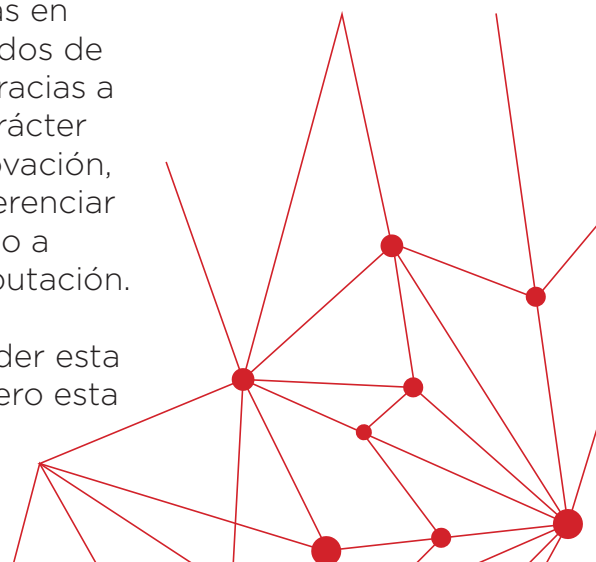 as en
dos de
racias a
rácter
ovación,
erenciar
o a
putación.
der esta
ero esta